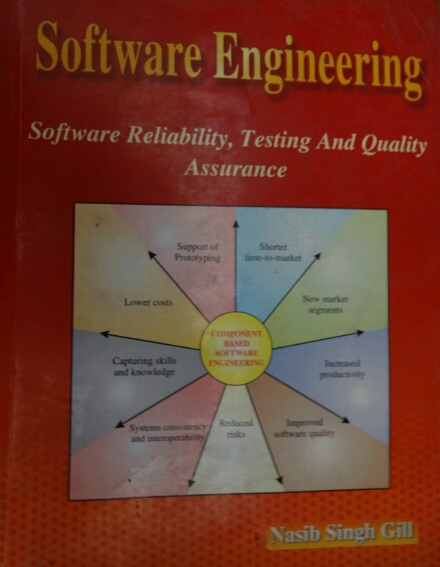 Software Engineering
Software Reliability, Testing And Quality
Assurance
Support of
Prototyping
Shorter
time-to-market
Lower costs
New market
segments
COMPONENT
BASED
SOFTWARE
ENGINEERING
Capturing skills
and knowledge
Increased
productivity
Systems consistency
and interoperability
Reduced
risks
Improved
software quality
Nasib Singh Gill